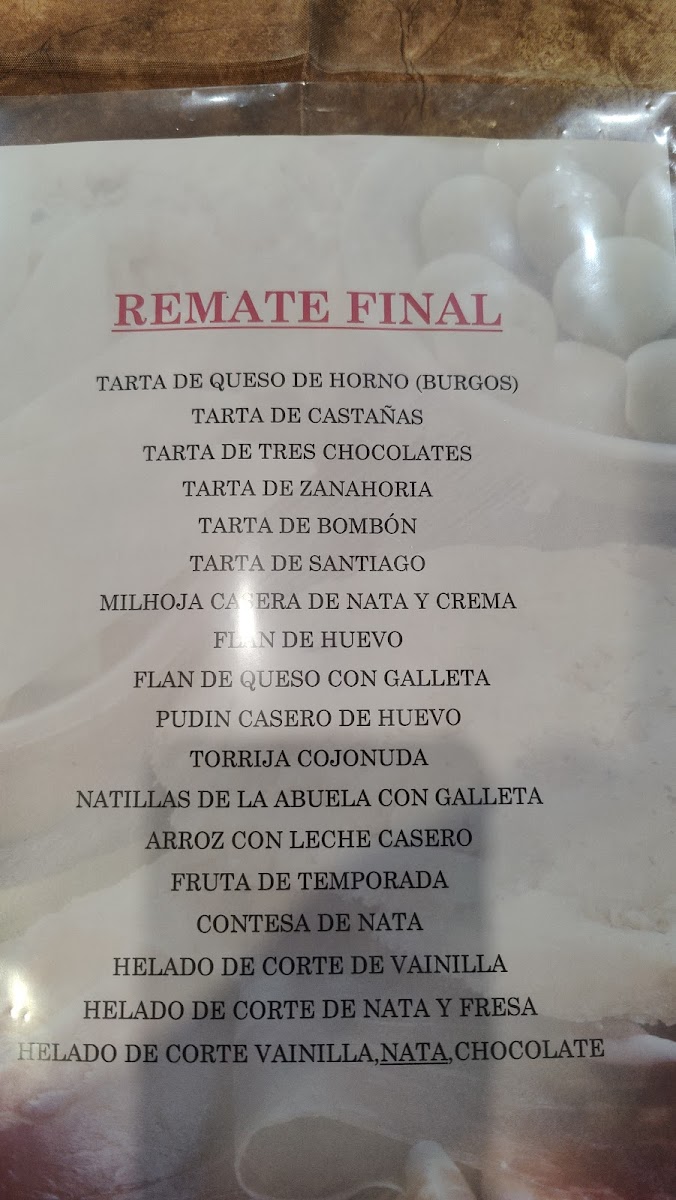 REMATE FINAL
TARTA DE QUESO DE HORNO (BURGOS)
TARTA DE CASTAÑAS
TARTA DE TRES CHOCOLATES
TARTA DE ZANAHORIA
TARTA DE BOMBÓN
TARTA DE SANTIAGO
MILHOJA CASERA DE NATA Y CREMA
FLAN DE HUEVO
FLAN DE QUESO CON GALLETA
PUDIN CASERO DE HUEVO
TORRIJA COJONUDA
NATILLAS DE LA ABUELA CON GALLETA
ARROZ CON LECHE CASERO
FRUTA DE TEMPORADA
CONTESA DE NATA
HELADO DE CORTE DE VAINILLA
HELADO DE CORTE DE NATA Y FRESA
HELADO DE CORTE VAINILLA,NATA,CHOCOLATE